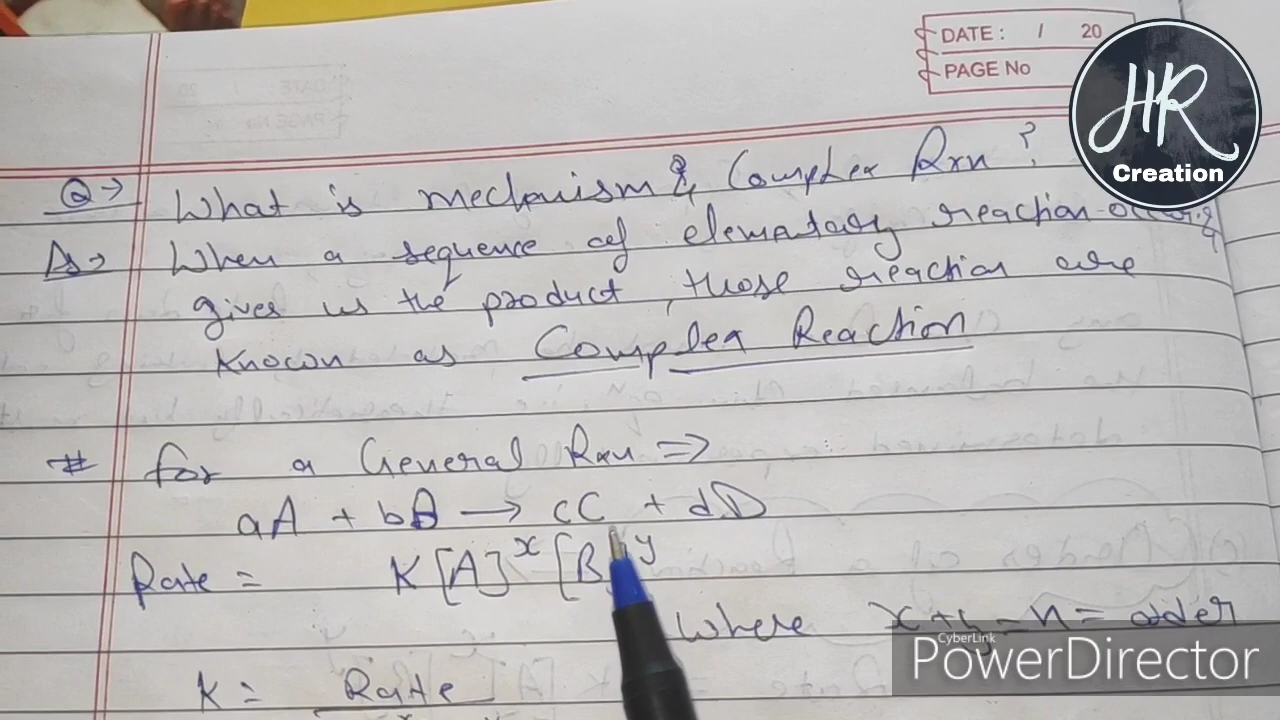 DATE : / 20
PAGE No
HR
Creation
Q→ What is mechanism & Complex Rxn ?
As→ When a sequence of elementary reaction occurs &
gives us the product, those reaction are
Known as Complex Reaction
# for a General Rxn ⇒
aA + bB → cC + dD
Rate = K[A]^x [B]^y
where x+y=n= order
K= Rate
CyberLink
PowerDirector